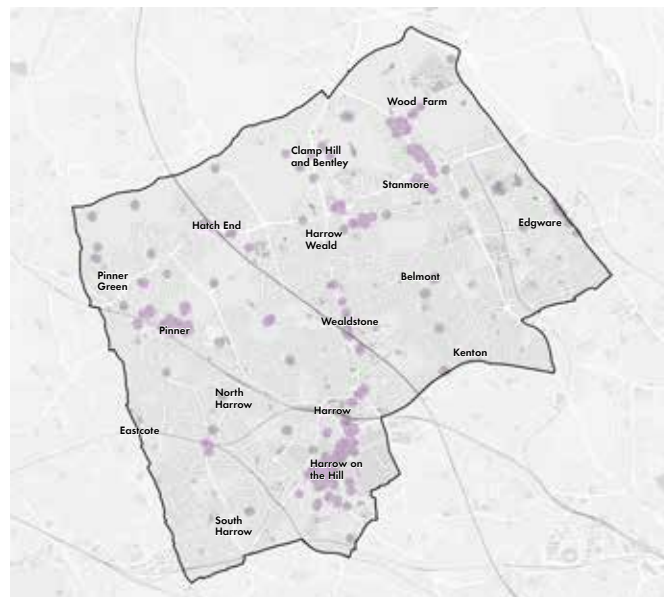 Wood Farm
Clamp Hill
and Bentley
Stanmore
Hatch End
Harrow
Weald
Edgware
Pinner
Green
Belmont
Pinner
Wealdstone
Kenton
North
Harrow
Harrow
Eastcote
Harrow on
the Hill
South
Harrow